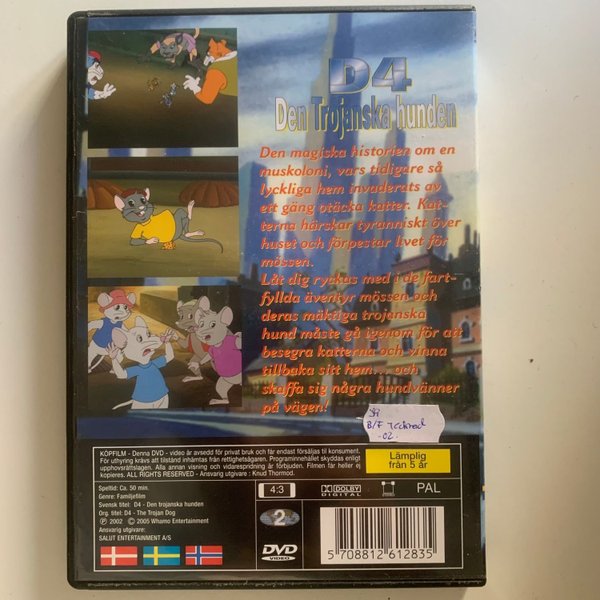 D4
Den Trojanska hunden
Den magiska historien om en
muskoloni, vars tidigare så
lyckliga hem invaderats av
ett gäng otäcka katter. Kat-
terna härskar tyranniskt över
huset och förpestar livet för
mössen.
Låt dig ryckas med i de fart-
fyllda äventyr mössen och
deras mäktiga trojanska
hund måste gå igenom för att
besegra katterna och vinna
tillbaka sitt hem... och
skaffa sig några hundvänner
på vägen!
B/F
-02-
KÖPFILM - Denna DVD - video är avsedd för privat bruk och får endast försäljas til konsument.
För uthyrning krävs att tillstånd inhämtas från rettighetsägaren. Programinnehållet skyddas enligt
upphovsrättslagen. Alla annan visning och vidarespridning är förbjuden. Filmen får heller ej
kopieres. ALL RIGHTS RESERVED - Ansvarig utgivare : Knud Thormod.
Lämplig
från 5 år
Speltid: Ca. 50 min.
Genre: Familjefilm
Svensk titel: D4 - Den trojanska hunden
Org. titel: D4 - The Trojan Dog
Ⓟ 2002 © 2005 Whamo Entertainment
Ansvarig utgivare:
SALUT ENTERTAINMENT A/S
4:3
DOLBY
DIGITAL
PAL
2
DVD
VIDEO
5 708812 612835